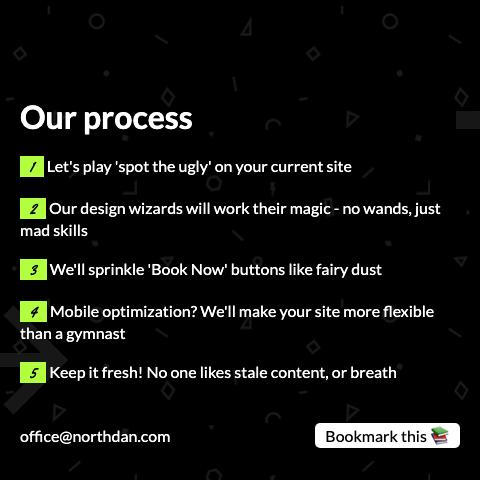 Our process
1 Let's play 'spot the ugly' on your current site
2 Our design wizards will work their magic - no wands, just
mad skills
3 We'll sprinkle 'Book Now' buttons like fairy dust
4 Mobile optimization? We'll make your site more flexible
than a gymnast
5 Keep it fresh! No one likes stale content, or breath
office@northdan.com
Bookmark this 📚